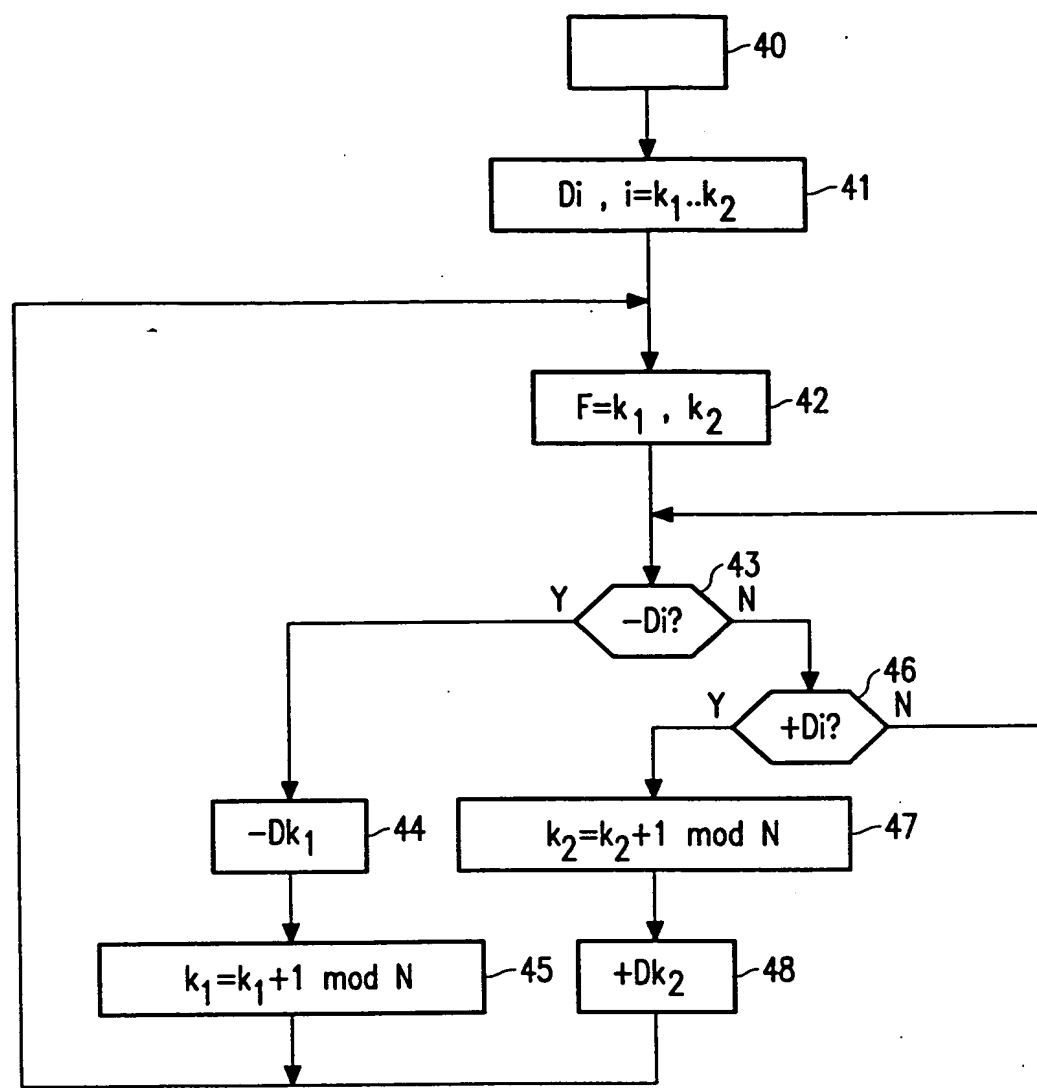 40
Di , i=k₁..k₂
41
F=k₁ , k₂
42
43
Y
–Di?
N
46
Y
+Di?
N
–Dk₁
44
k₂=k₂+1 mod N
47
k₁=k₁+1 mod N
45
+Dk₂
48